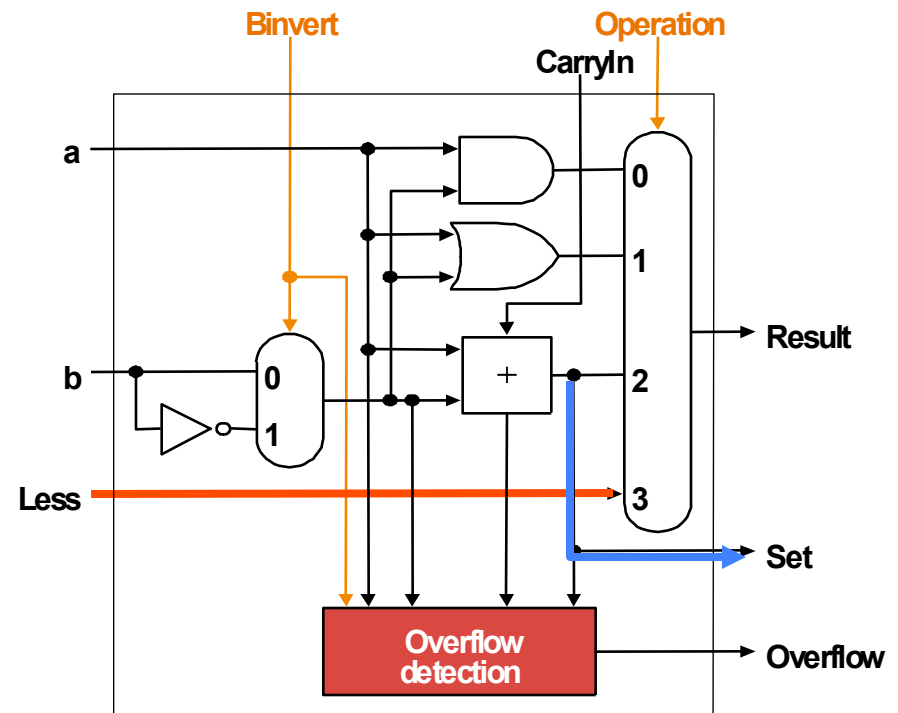 Binvert
Operation
CarryIn
a
0
1
b
0
+
2
Result
1
Less
3
Set
Overflow
detection
Overflow